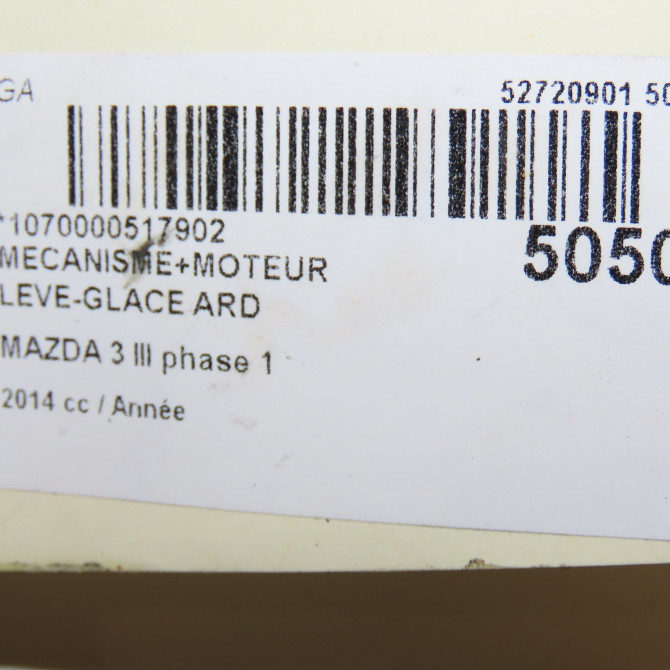 GA 52720901 50
*1070000517902
5050
MECANISME+MOTEUR
LEVE-GLACE ARD
MAZDA 3 III phase 1
2014 cc / Année